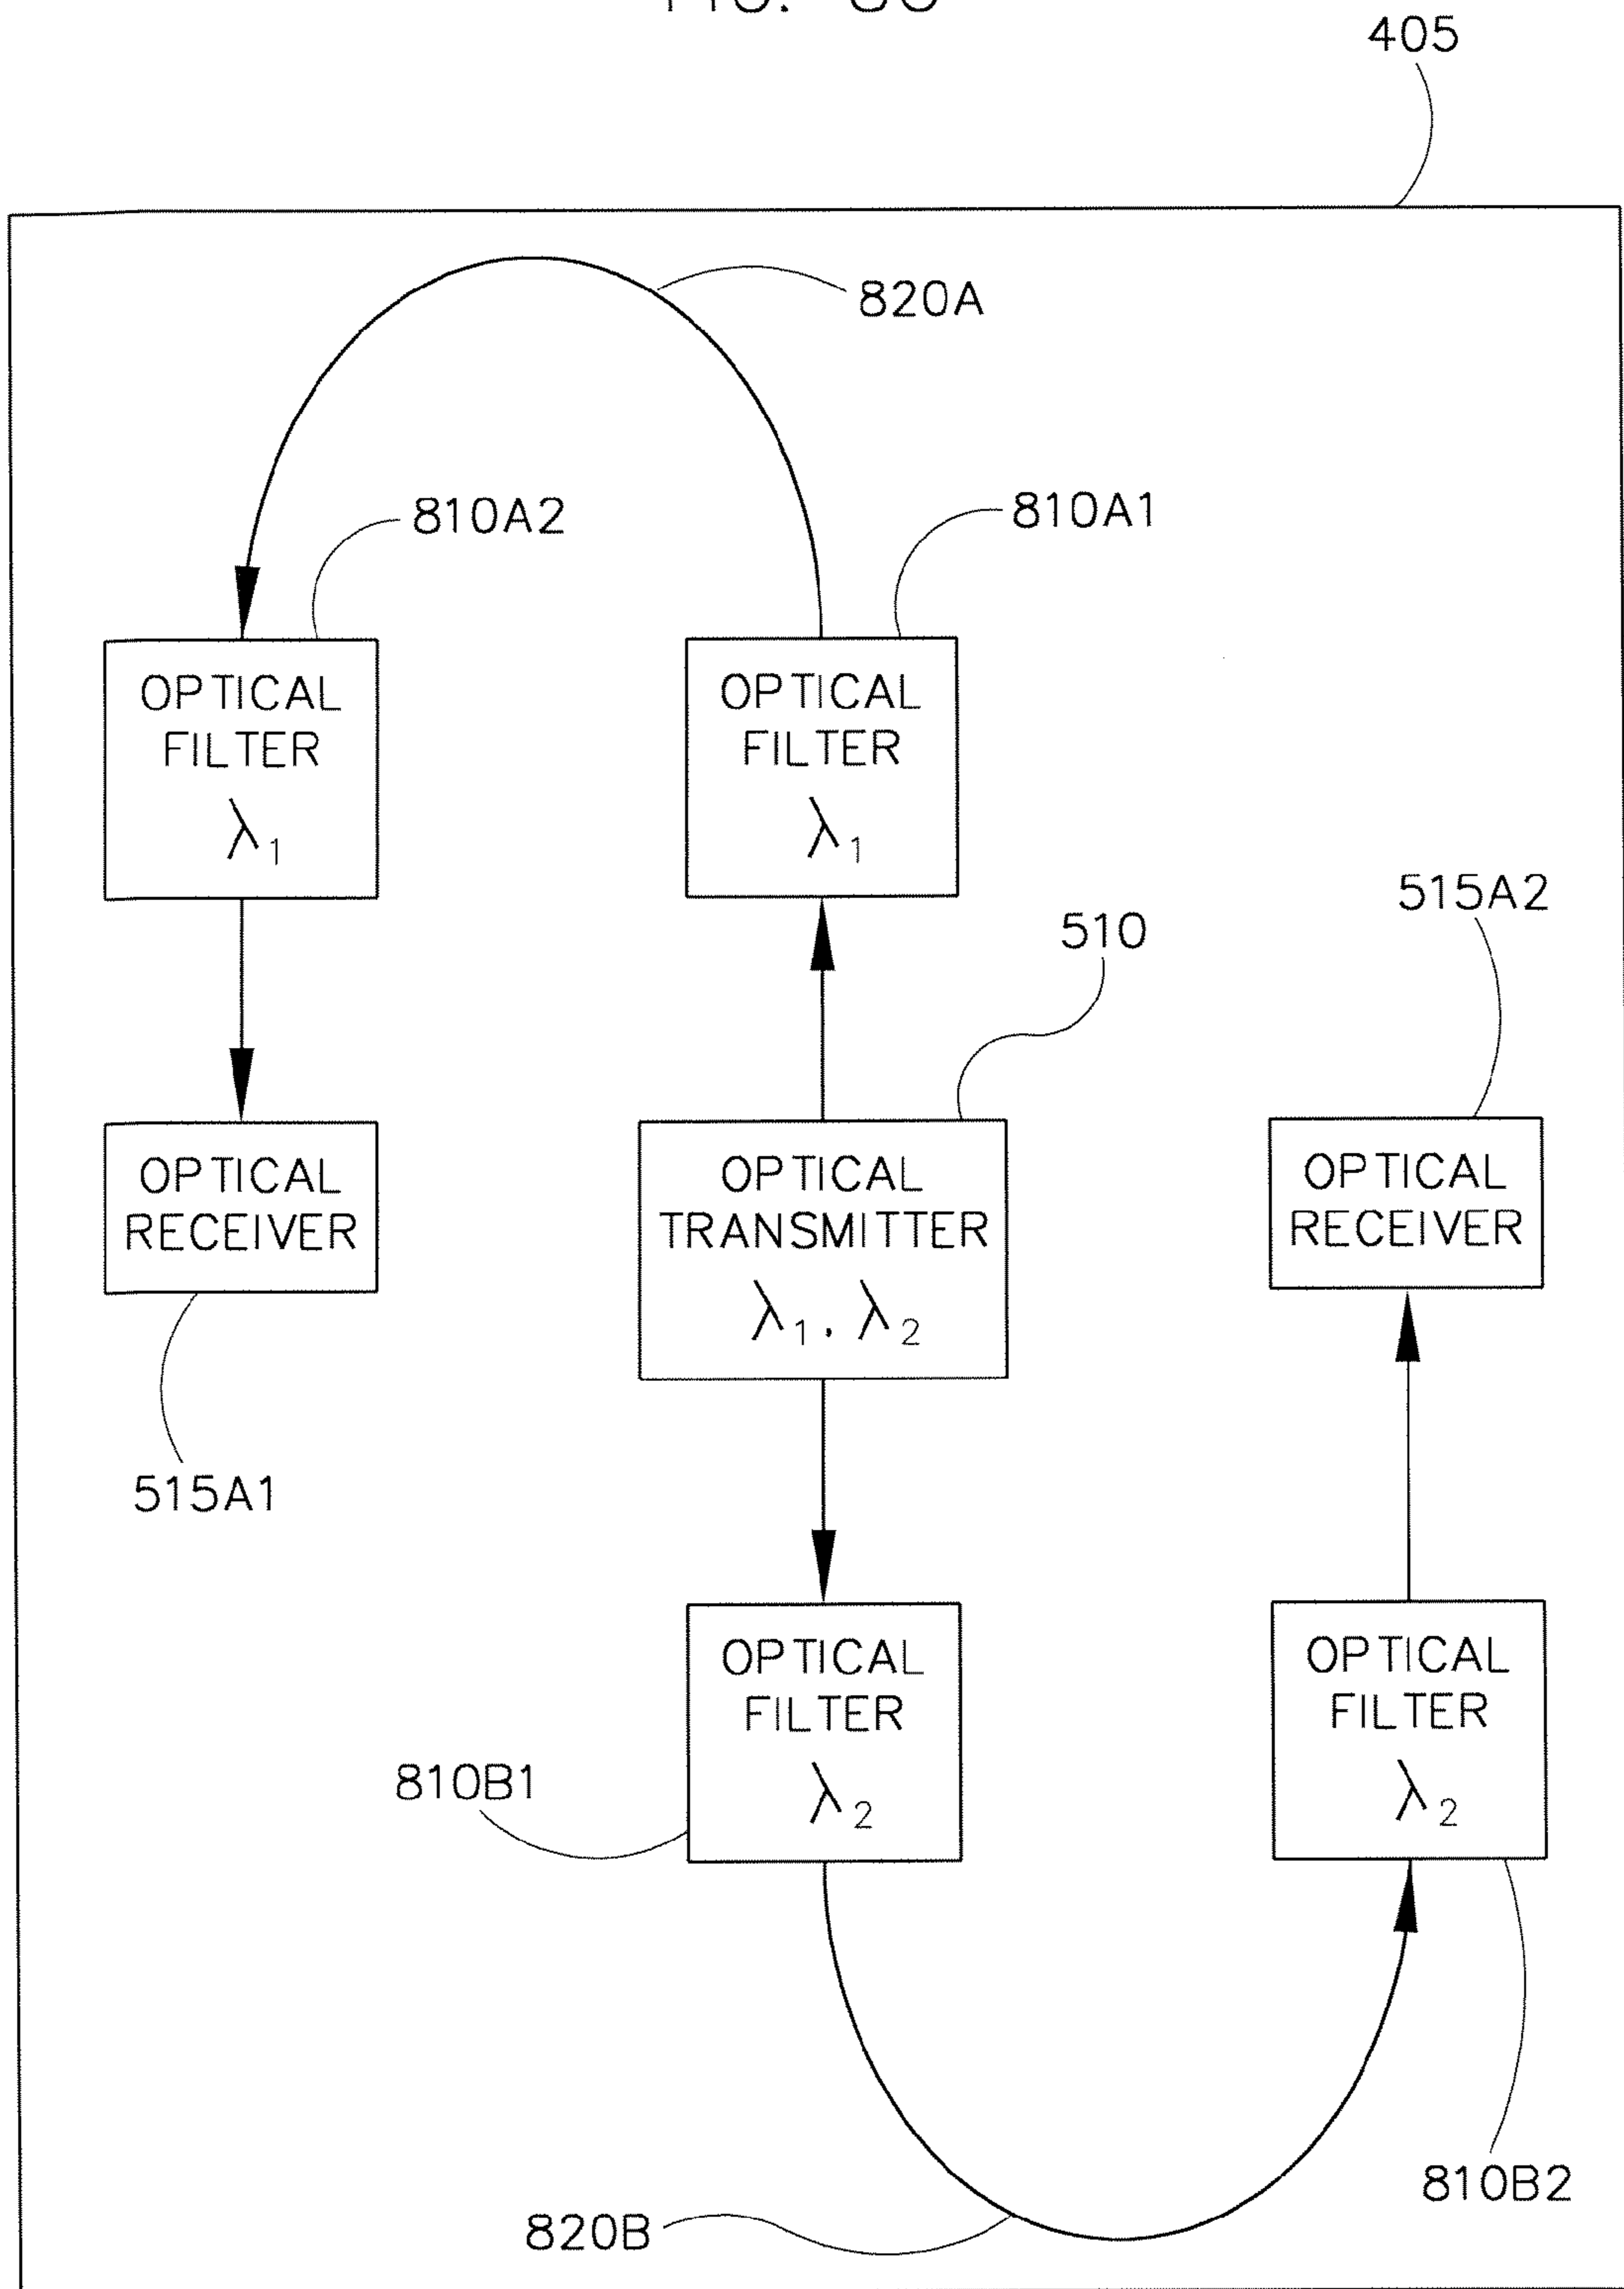 405
820A
810A2
810A1
OPTICAL
FILTER
λ1
OPTICAL
FILTER
λ1
515A2
510
OPTICAL
RECEIVER
OPTICAL
TRANSMITTER
λ1, λ2
OPTICAL
RECEIVER
515A1
OPTICAL
FILTER
λ2
OPTICAL
FILTER
λ2
810B1
810B2
820B